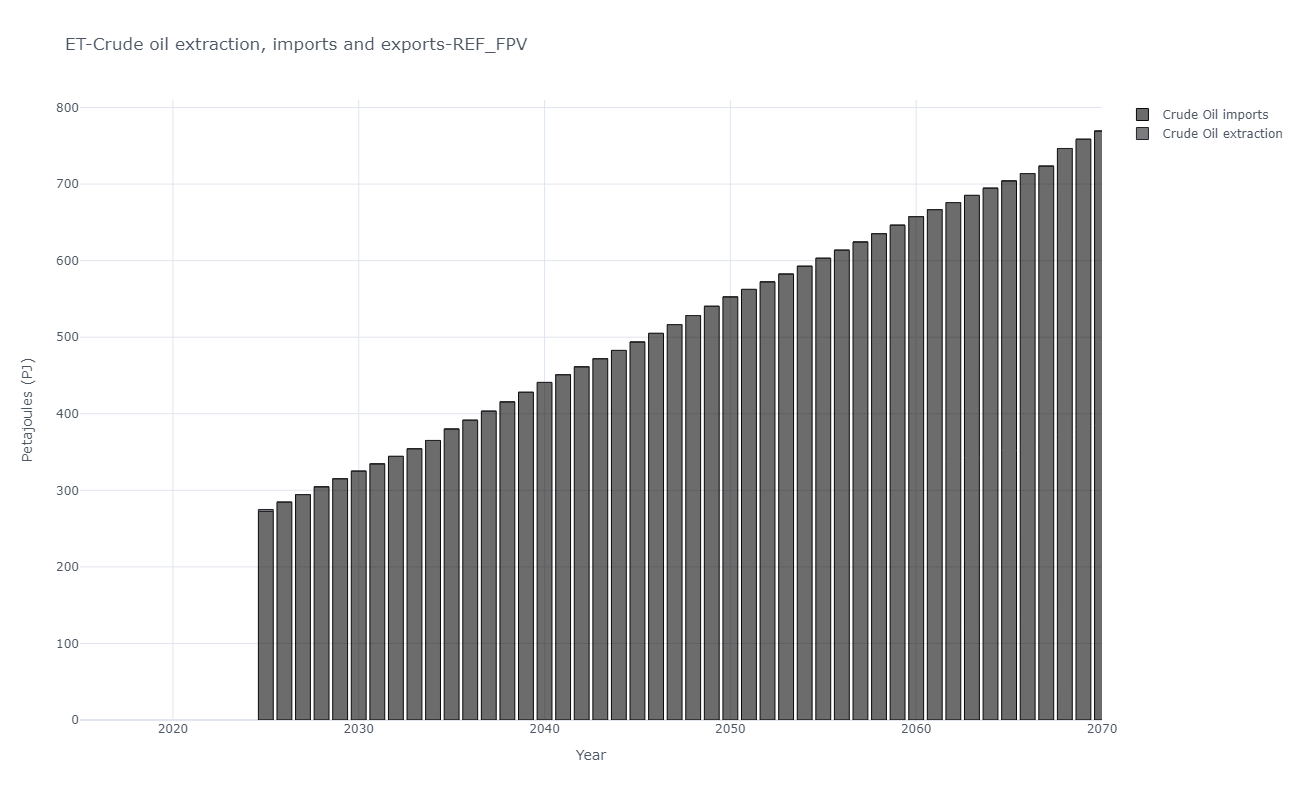 ET-Crude oil extraction, imports and exports-REF_FPV
Crude Oil imports
Crude Oil extraction
800
700
600
500
400
300
200
100
0
Petajoules (PJ)
2020 2030 2040 2050 2060 2070
Year